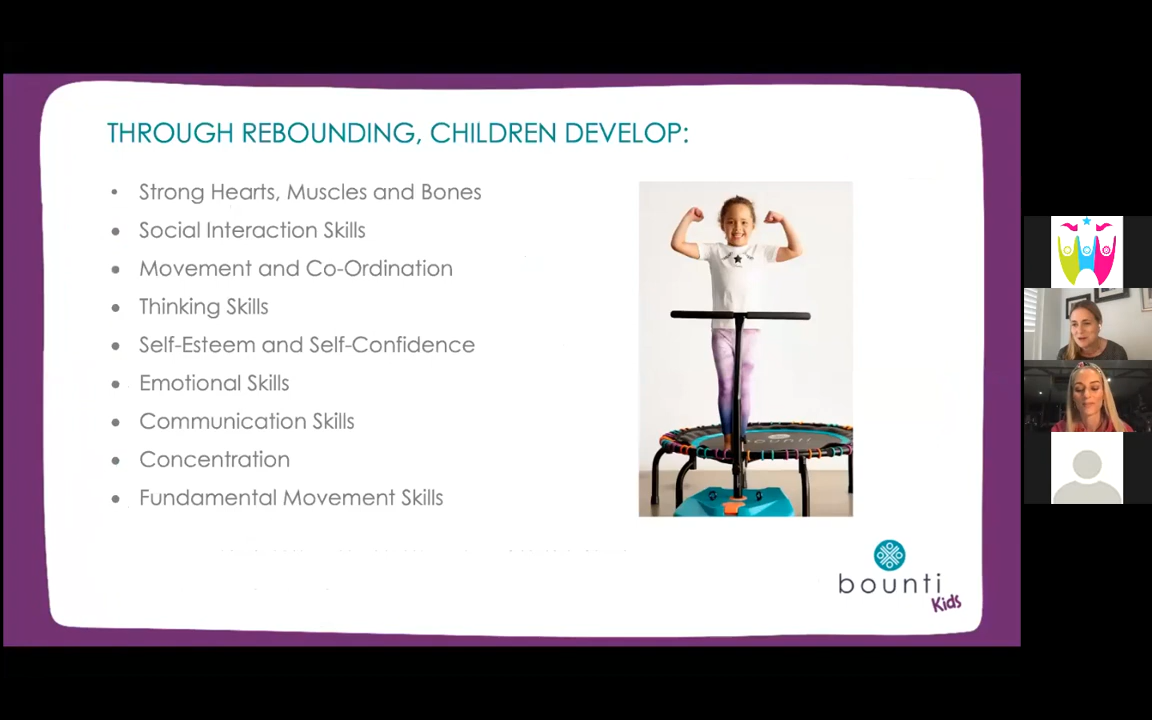 THROUGH REBOUNDING, CHILDREN DEVELOP:
• Strong Hearts, Muscles and Bones
• Social Interaction Skills
• Movement and Co-Ordination
• Thinking Skills
• Self-Esteem and Self-Confidence
• Emotional Skills
• Communication Skills
• Concentration
• Fundamental Movement Skills
bounti
bounti
Kids